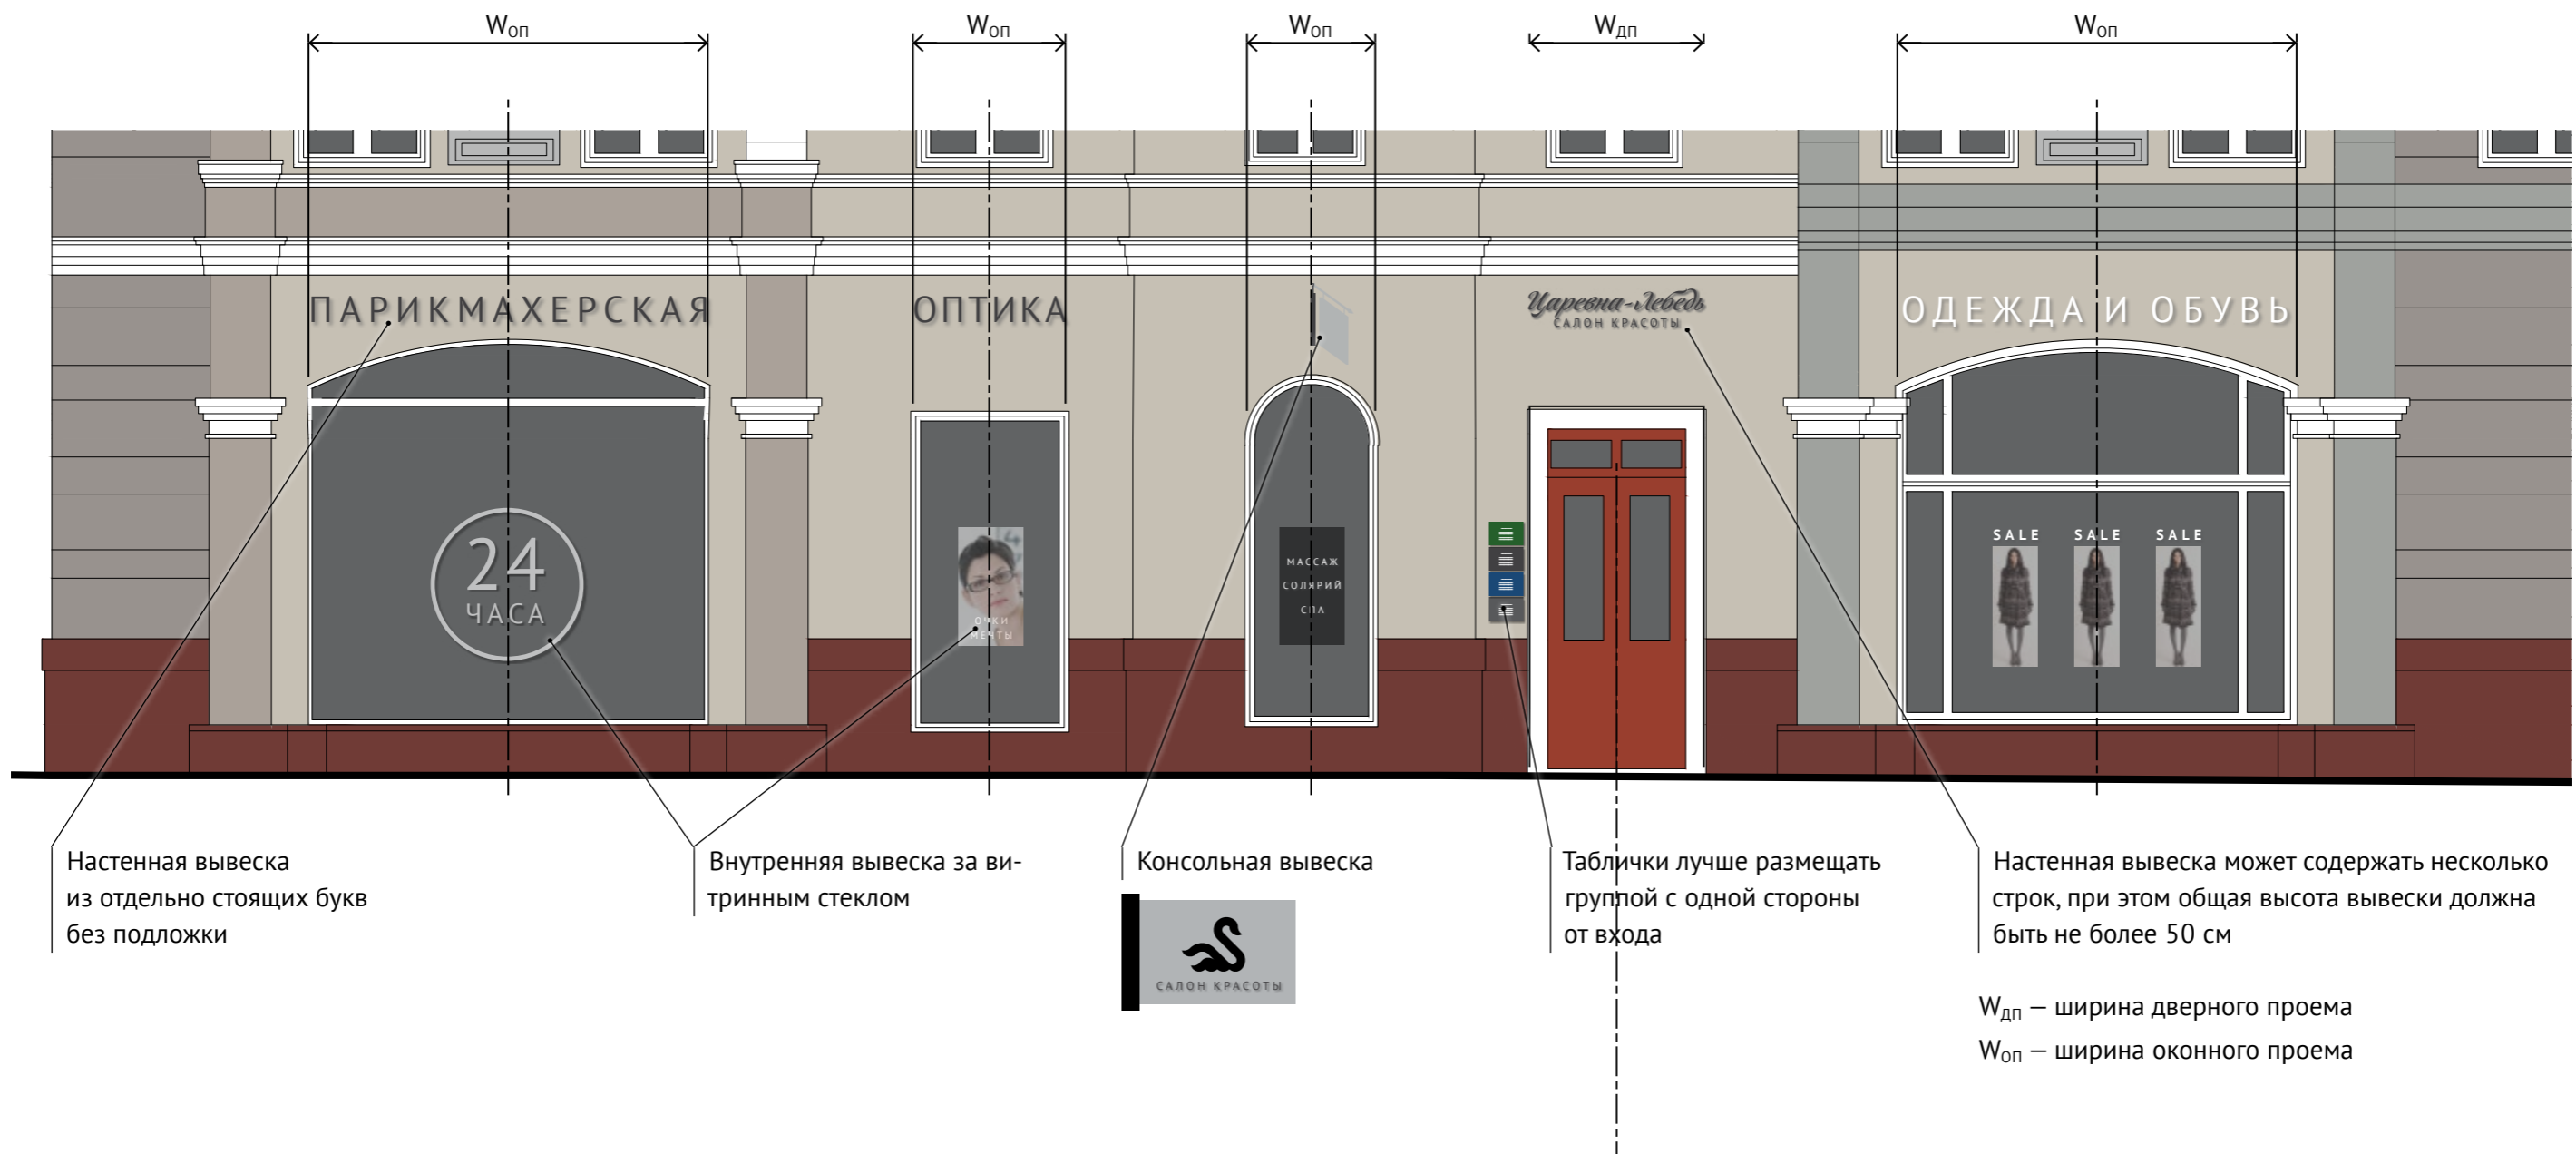 Wоп
Wоп
Wоп
Wдп
Wоп
ПАРИКМАХЕРСКАЯ
ОПТИКА
Царевна-Лебедь
САЛОН КРАСОТЫ
ОДЕЖДА И ОБУВЬ
24
ЧАСА
ОЧКИ
МЕЧТЫ
МАССАЖ
СОЛЯРИЙ
СПА
SALE SALE SALE
Настенная вывеска
из отдельно стоящих букв
без подложки
Внутренняя вывеска за ви-
тринным стеклом
Консольная вывеска
САЛОН КРАСОТЫ
Таблички лучше размещать
группой с одной стороны
от входа
Настенная вывеска может содержать несколько
строк, при этом общая высота вывески должна
быть не более 50 см
Wдп — ширина дверного проема
Wоп — ширина оконного проема